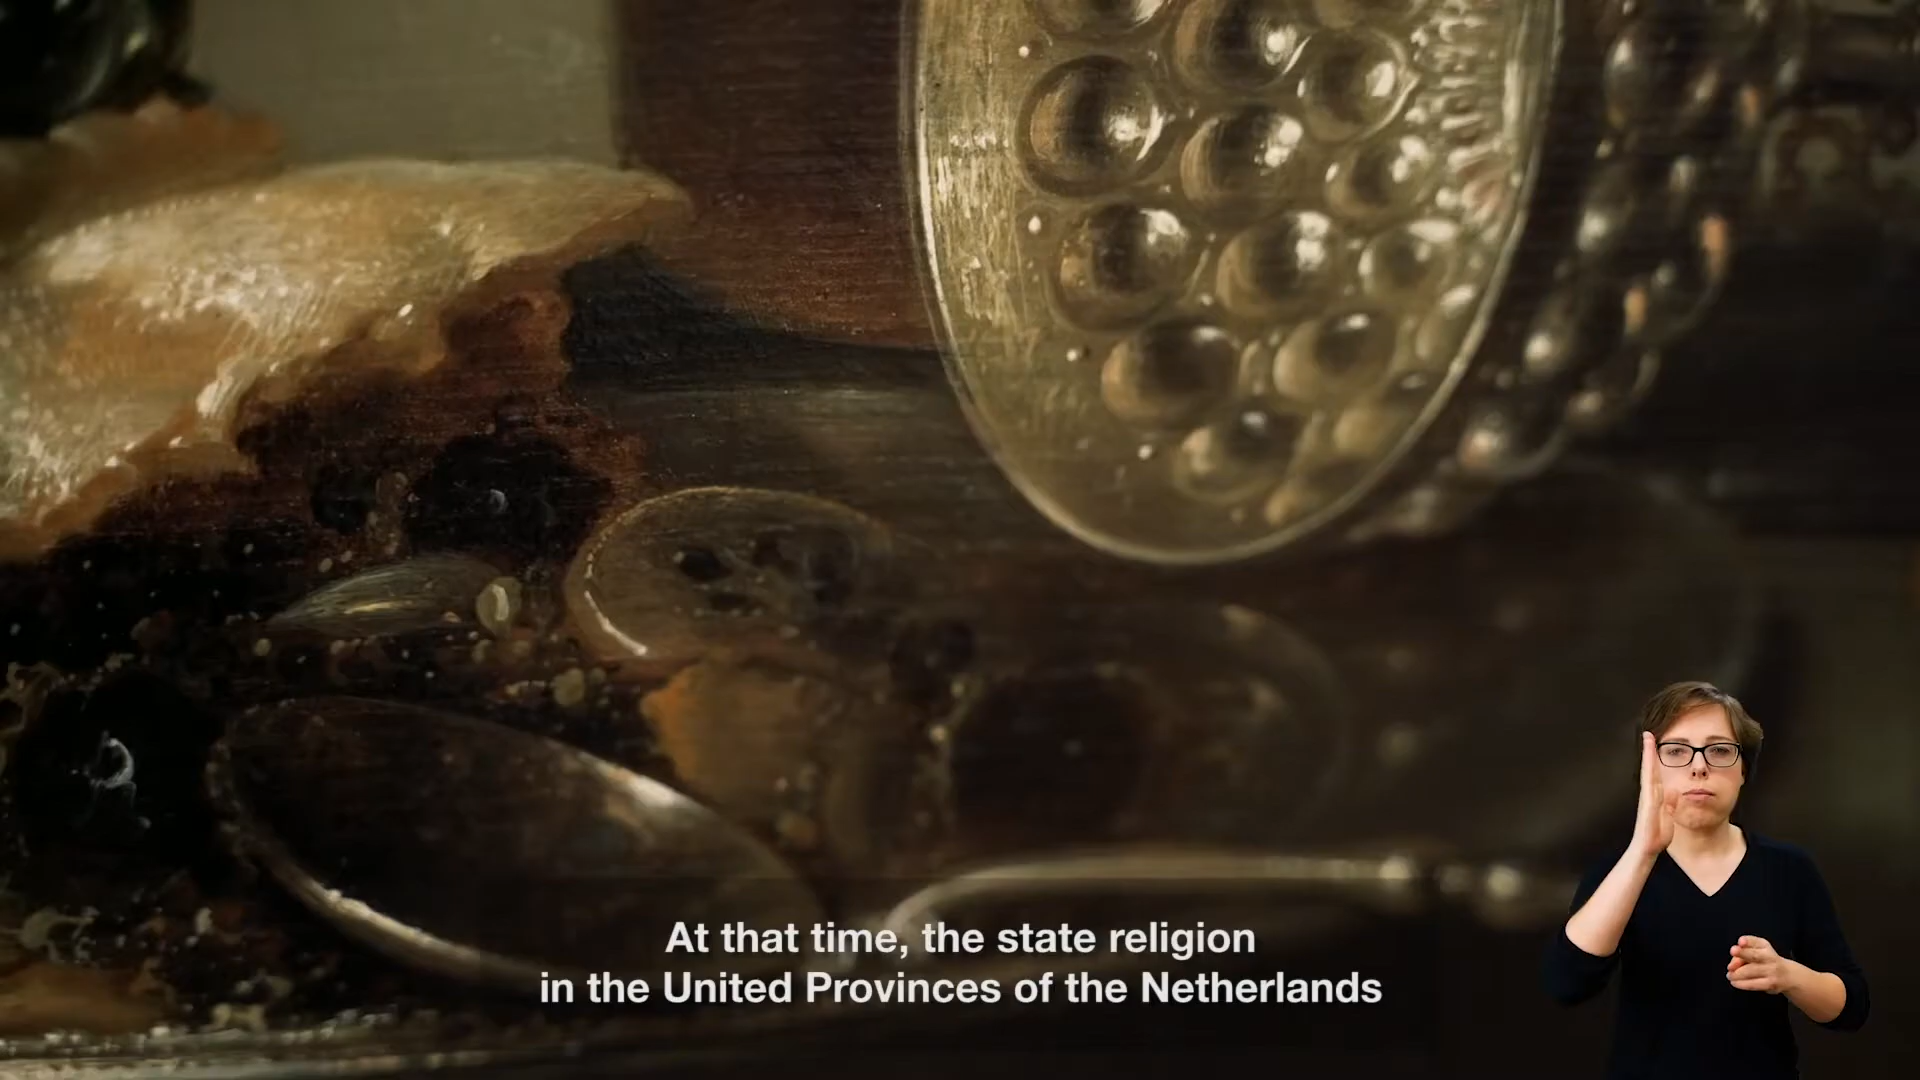 At that time, the state religion
in the United Provinces of the Netherlands